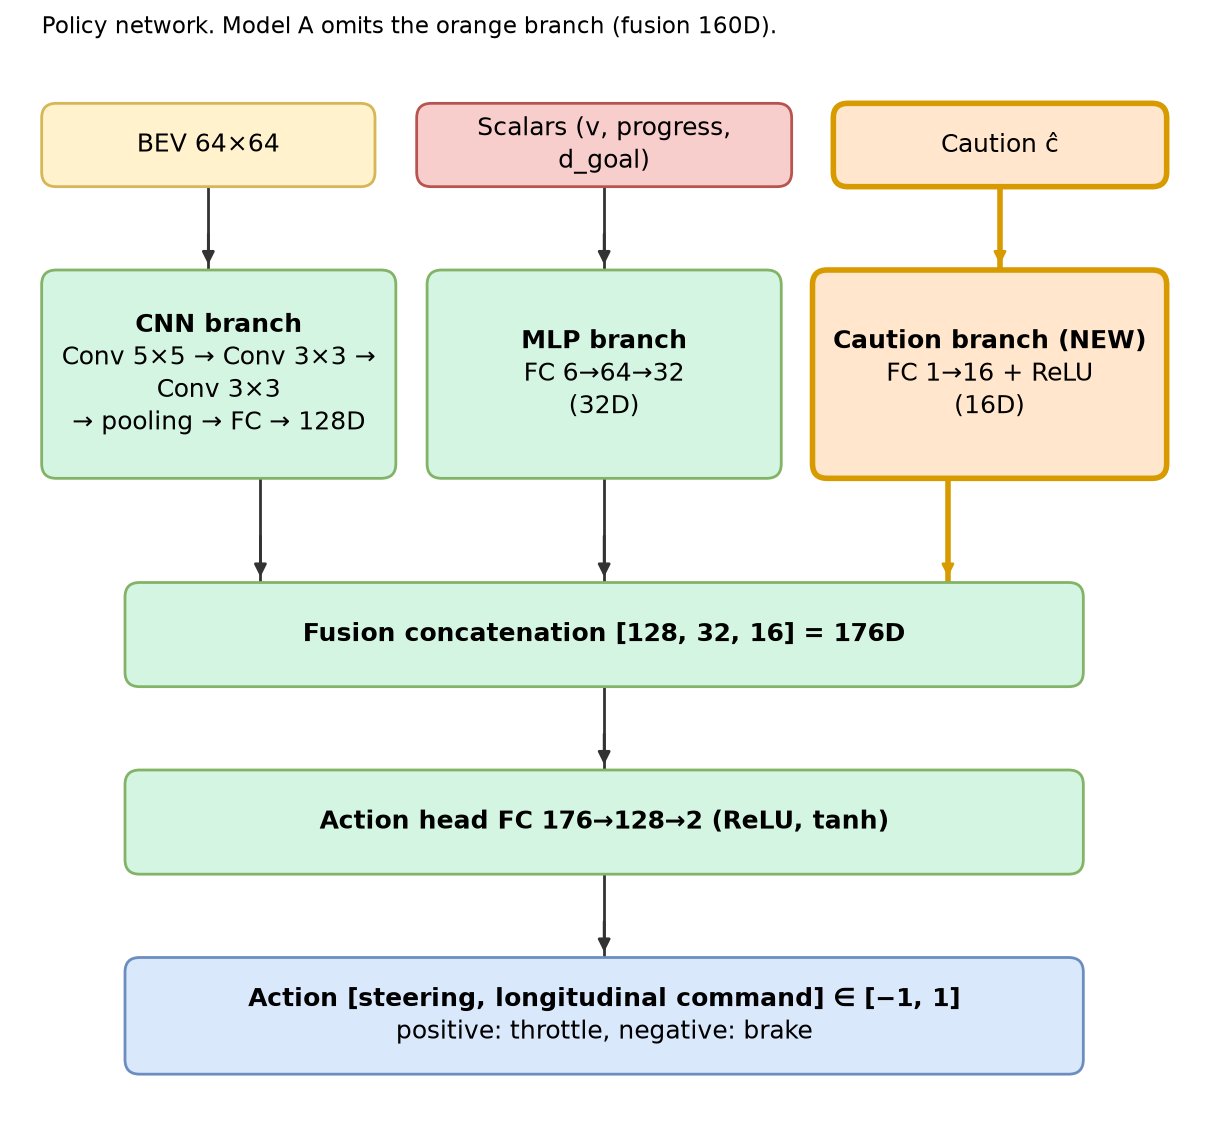 Policy network. Model A omits the orange branch (fusion 160D).
BEV 64×64
Scalars (v, progress,
d_goal)
Caution ĉ
CNN branch
Conv 5×5 → Conv 3×3 →
Conv 3×3
→ pooling → FC → 128D
MLP branch
FC 6→64→32
(32D)
Caution branch (NEW)
FC 1→16 + ReLU
(16D)
Fusion concatenation [128, 32, 16] = 176D
Action head FC 176→128→2 (ReLU, tanh)
Action [steering, longitudinal command] ∈ [−1, 1]
positive: throttle, negative: brake